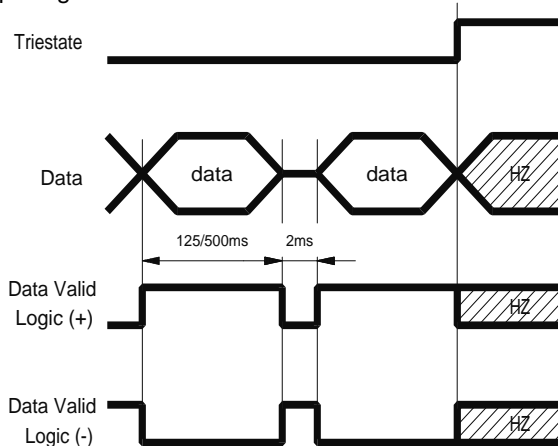 Triestate
Data
data
data
HZ
125/500ms
2ms
Data Valid
Logic (+)
HZ
Data Valid
Logic (-)
HZ